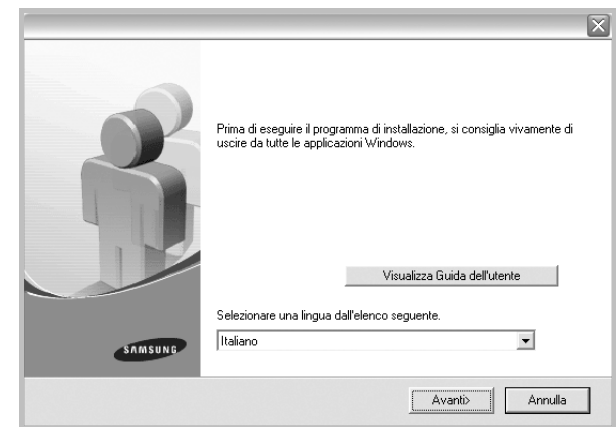 Prima di eseguire il programma di installazione, si consiglia vivamente di
uscire da tutte le applicazioni Windows.
Visualizza Guida dell'utente
Selezionare una lingua dall'elenco seguente.
Italiano
SAMSUNG
Avanti>
Annulla